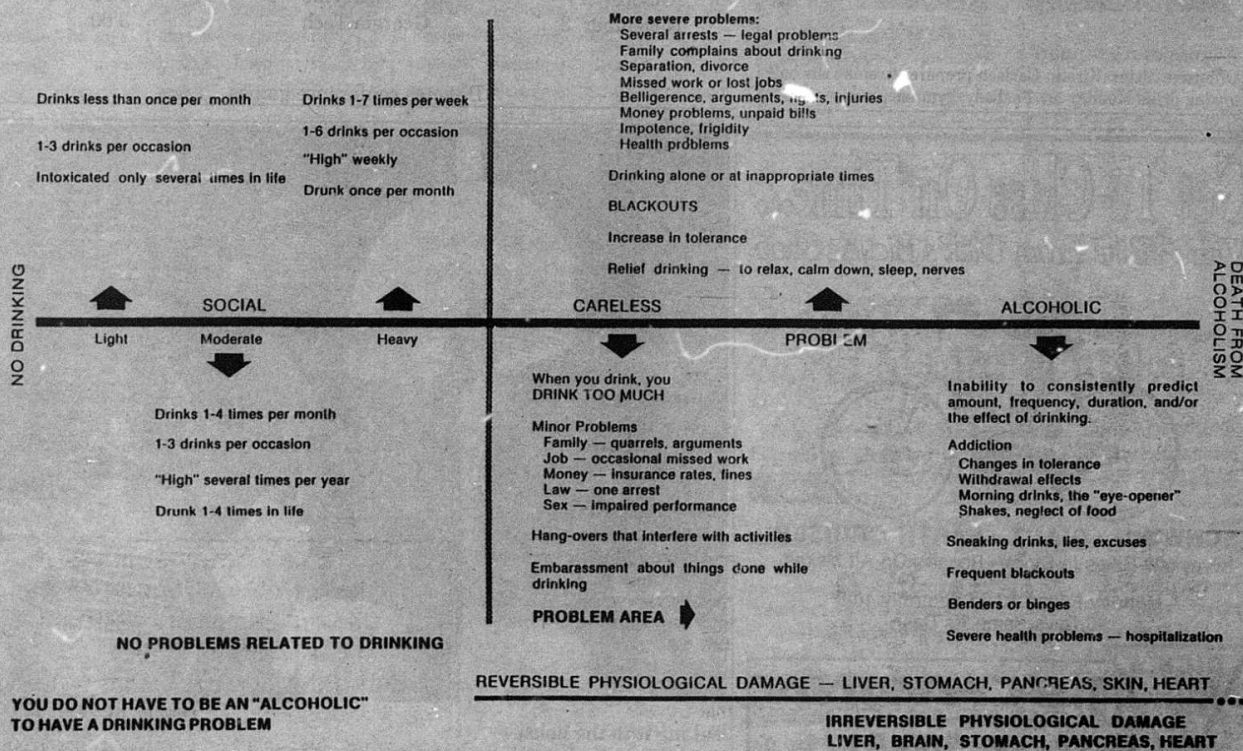 Drinks less than once per month
1-3 drinks per occasion
Intoxicated only several times in life
Drinks 1-7 times per week
1-6 drinks per occasion
"High" weekly
Drunk once per month
More severe problems:
Several arrests — legal problems
Family complains about drinking
Separation, divorce
Missed work or lost jobs
Belligerence, arguments, fights, injuries
Money problems, unpaid bills
Impotence, frigidity
Health problems
Drinking alone or at inappropriate times
BLACKOUTS
Increase in tolerance
Relief drinking — to relax, calm down, sleep, nerves
NO DRINKING
SOCIAL
CARELESS
ALCOHOLIC
DEATH FROM
ALCOHOLISM
Light
Moderate
Heavy
PROBLEM
Drinks 1-4 times per month
1-3 drinks per occasion
"High" several times per year
Drunk 1-4 times in life
When you drink, you
DRINK TOO MUCH
Minor Problems
Family — quarrels, arguments
Job — occasional missed work
Money — insurance rates, fines
Law — one arrest
Sex — impaired performance
Hang-overs that interfere with activities
Embarassment about things done while
drinking
PROBLEM AREA
Inability to consistently predict
amount, frequency, duration, and/or
the effect of drinking.
Addiction
Changes in tolerance
Withdrawal effects
Morning drinks, the "eye-opener"
Shakes, neglect of food
Sneaking drinks, lies, excuses
Frequent blackouts
Benders or binges
Severe health problems — hospitalization
NO PROBLEMS RELATED TO DRINKING
YOU DO NOT HAVE TO BE AN "ALCOHOLIC"
TO HAVE A DRINKING PROBLEM
REVERSIBLE PHYSIOLOGICAL DAMAGE — LIVER, STOMACH, PANCREAS, SKIN, HEART
IRREVERSIBLE PHYSIOLOGICAL DAMAGE
LIVER, BRAIN, STOMACH, PANCREAS, HEART